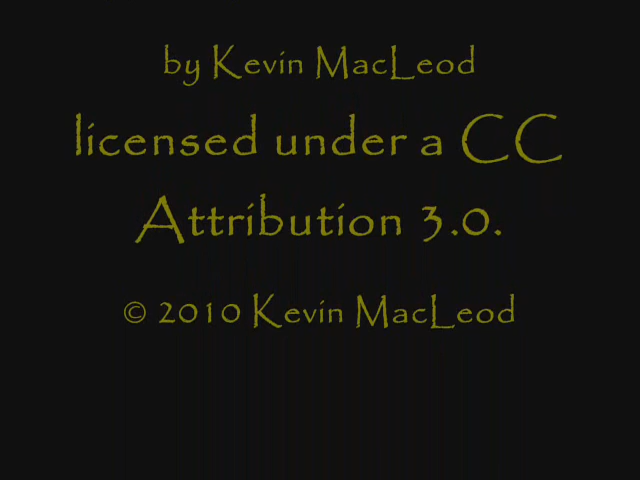 by Kevin MacLeod
licensed under a CC
Attribution 3.0.
© 2010 Kevin MacLeod